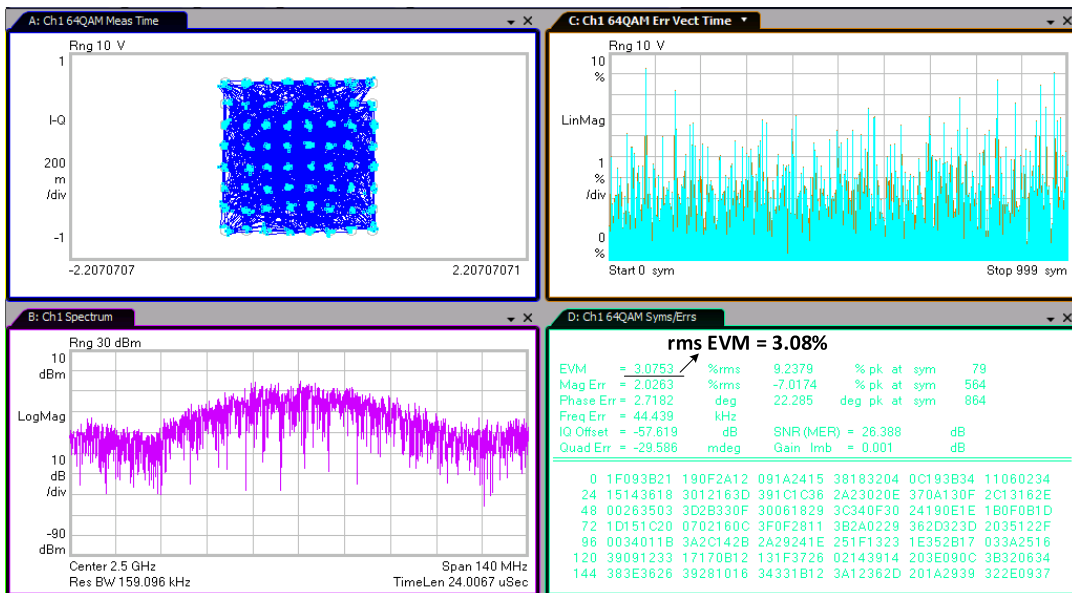 A: Ch1 64QAM Meas Time
Rng 10 V
1
I-Q
200
m
/div
-1
-2.2070707
2.20707071
C: Ch1 64QAM Err Vect Time
Rng 10 V
10
%
LinMag
1
%
/div
0
%
Start 0 sym
Stop 999 sym
B: Ch1 Spectrum
Rng 30 dBm
10
dBm
LogMag
10
dB
/div
-90
dBm
Center 2.5 GHz
Span 140 MHz
Res BW 159.096 kHz
TimeLen 24.0067 uSec
D: Ch1 64QAM Syms/Errs
rms EVM = 3.08%
EVM = 3.0753 %rms 9.2379 % pk at sym 79
Mag Err = 2.0263 %rms -7.0174 % pk at sym 564
Phase Err = 2.7182 deg 22.285 deg pk at sym 864
Freq Err = 44.439 kHz
IQ Offset = -57.619 dB SNR (MER) = 26.388 dB
Quad Err = -29.586 mdeg Gain Imb = 0.001 dB
0 1F093B21 190F2A12 091A2415 38183204 0C193B34 11060234
24 15143618 3012163D 391C1C36 2A23020E 370A130F 2C13162E
48 00263503 3D2B330F 30061829 3C340F30 24190E1E 1B0F0B1D
72 1D151C20 0702160C 3F0F2811 3B2A0229 362D323D 2035122F
96 0034011B 3A2C142B 2A29241E 251F1323 1E352B17 033A2516
120 39091233 17170B12 131F3726 02143914 203E090C 3B320634
144 383E3626 39281016 34331B12 3A12362D 201A2939 322E0937